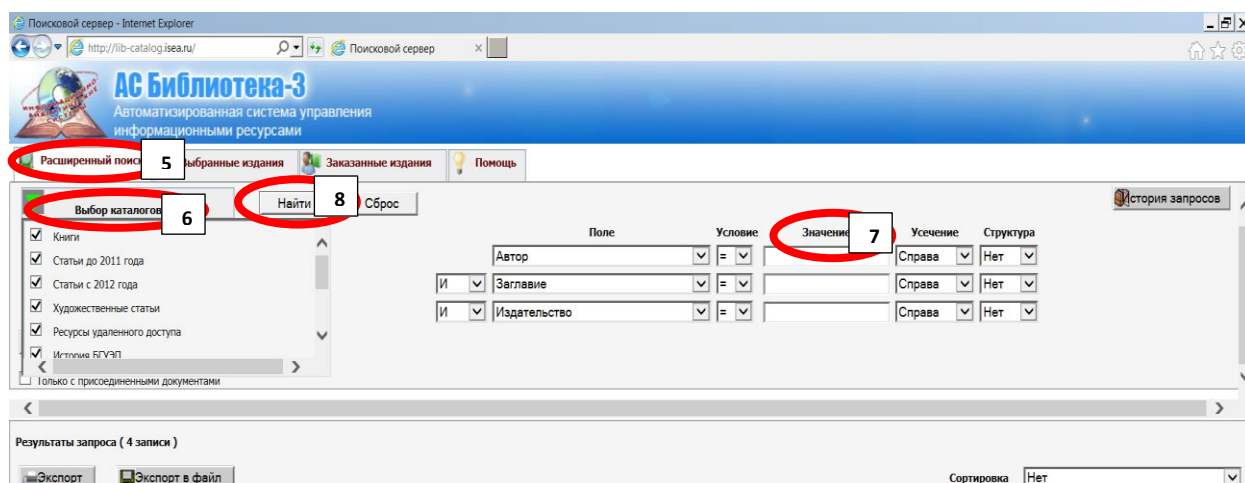 Поисковой сервер - Internet Explorer
http://lib-catalog.isea.ru/ Поисковой сервер ×
АС Библиотека-3
Автоматизированная система управления
информационными ресурсами
Расширенный поиск 5 Выбранные издания Заказанные издания Помощь
Выбор каталогов 6 Найти 8 Сброс История запросов
Поле Условие Значение 7 Усечение Структура
Автор = Справа Нет
И Заглавие = Справа Нет
И Издательство = Справа Нет
Книги
Статьи до 2011 года
Статьи с 2012 года
Художественные статьи
Ресурсы удаленного доступа
История БГУЭП
Только с присоединенными документами
Результаты запроса ( 4 записи )
Экспорт Экспорт в файл Сортировка Нет